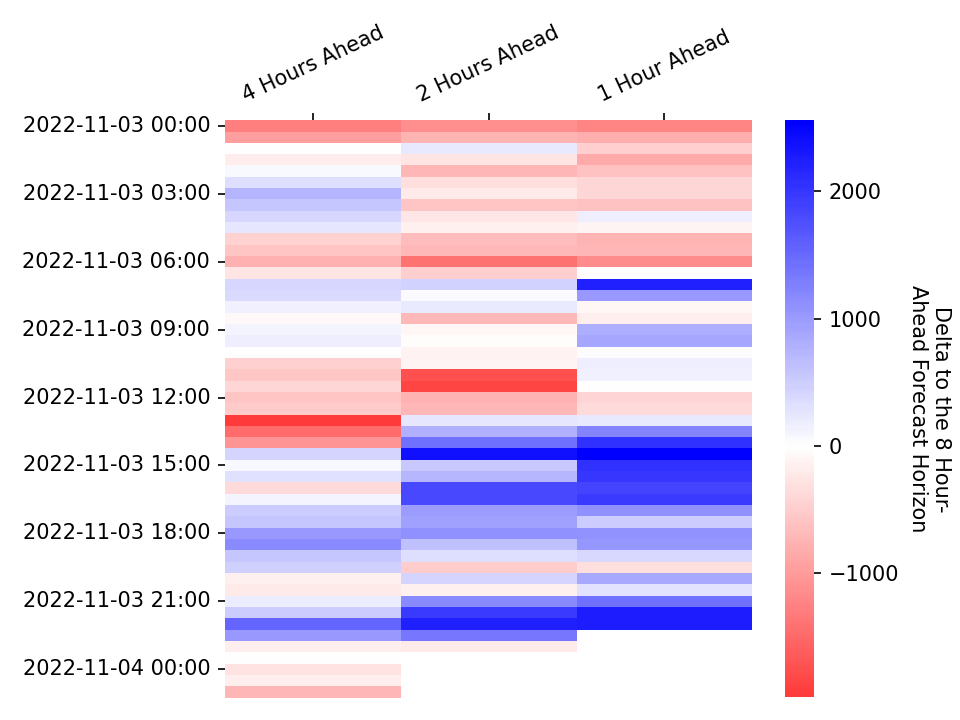 4 Hours Ahead
2 Hours Ahead
1 Hour Ahead
2022-11-03 00:00
2022-11-03 03:00
2022-11-03 06:00
2022-11-03 09:00
2022-11-03 12:00
2022-11-03 15:00
2022-11-03 18:00
2022-11-03 21:00
2022-11-04 00:00
2000
1000
0
−1000
Delta to the 8 Hour-
Ahead Forecast Horizon